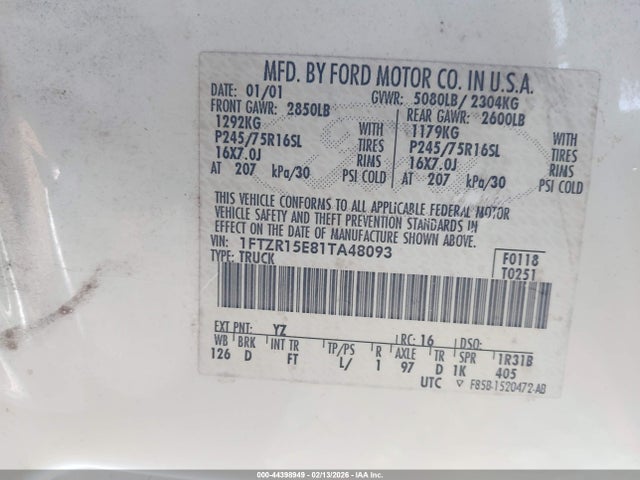 MFD. BY FORD MOTOR CO. IN U.S.A.
DATE: 01/01 GVWR: 5080LB/ 2304KG
FRONT GAWR: 2850LB REAR GAWR: 2600LB
1292KG WITH 1179KG WITH
P245/75R16SL TIRES P245/75R16SL TIRES
16X7.0J RIMS 16X7.0J RIMS
AT 207 kPa/30 PSI COLD AT 207 kPa/30 PSI COLD
THIS VEHICLE CONFORMS TO ALL APPLICABLE FEDERAL MOTOR
VEHICLE SAFETY AND THEFT PREVENTION STANDARDS IN
EFFECT ON THE DATE OF MANUFACTURE SHOWN ABOVE.
VIN: 1FTZR15E81TA48093 F0118
TYPE: TRUCK T0251
EXT PNT: YZ RC: 16 DSO:
WB BRK INT TR TP/PS R AXLE TR SPR 1R31B
126 D FT L/ 1 97 D 1K 405
UTC F85B-1520472-AB
000-44398949 - 02/13/2026 - IAA Inc.